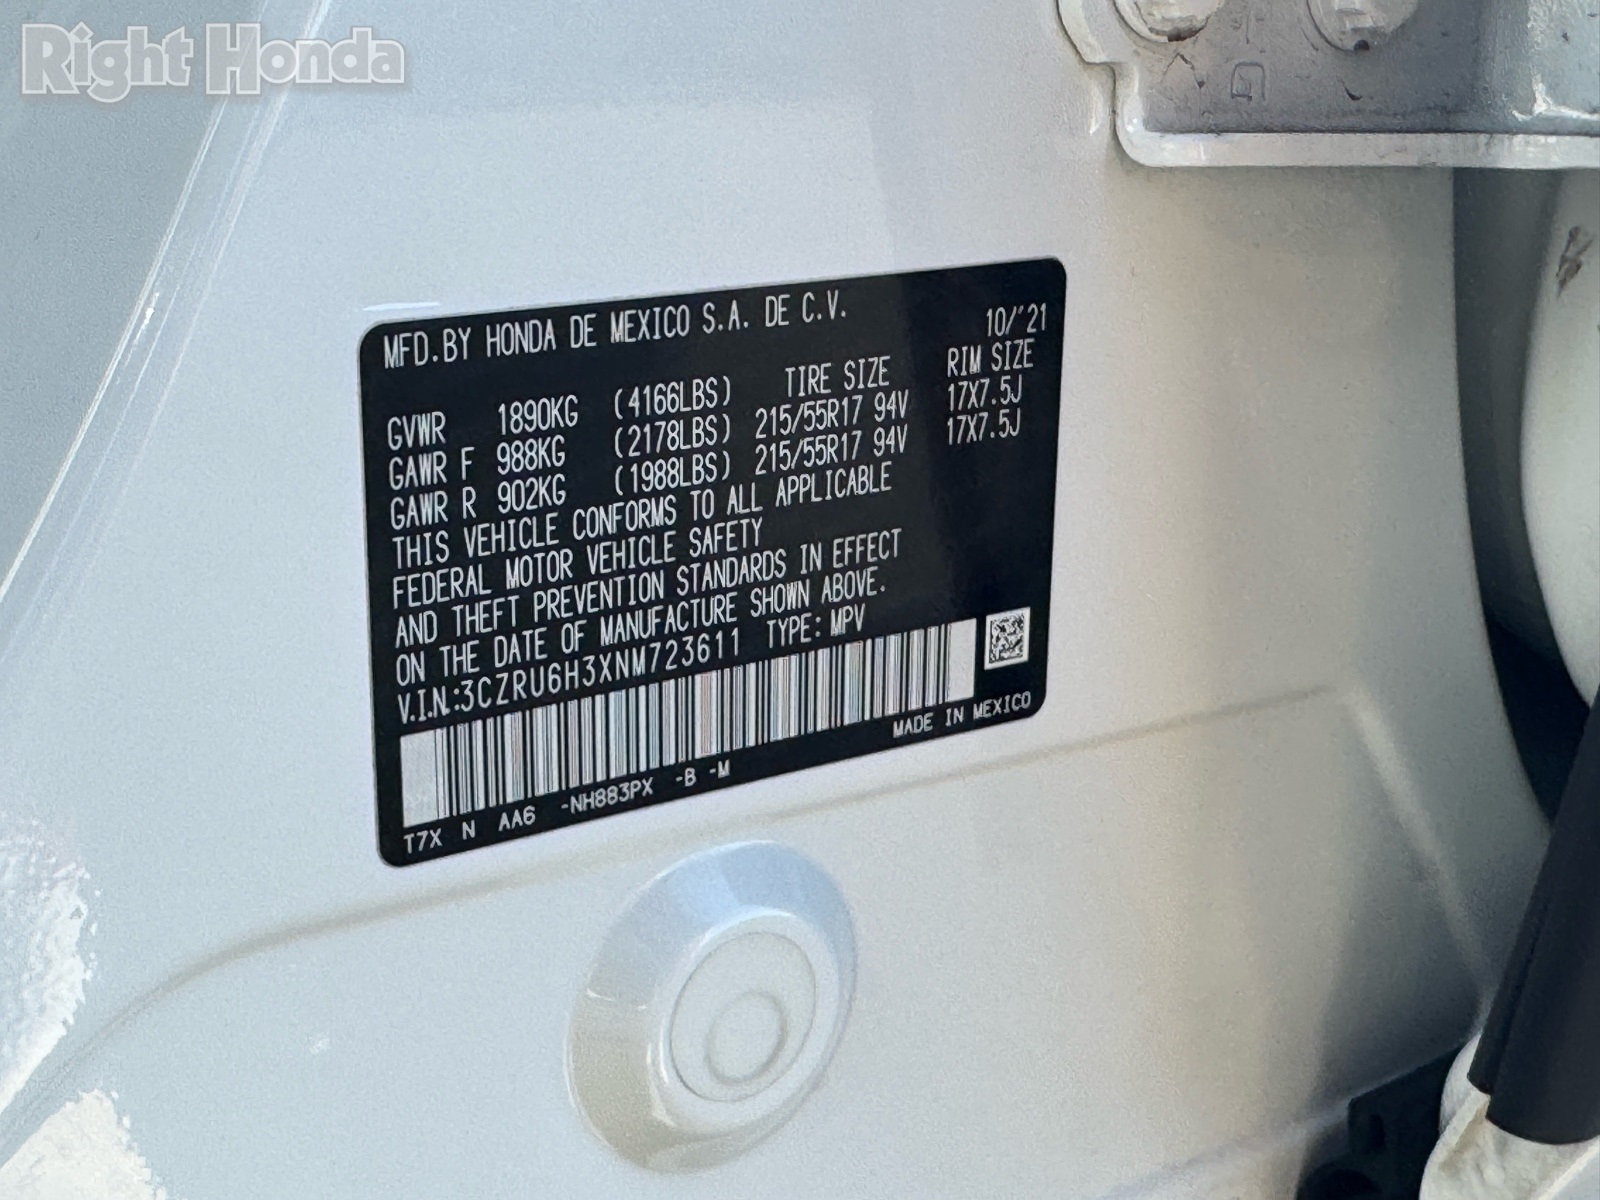 Right Honda
MFD.BY HONDA DE MEXICO S.A. DE C.V.
10/'21
TIRE SIZE RIM SIZE
GVWR 1890KG (4166LBS)
GAWR F 988KG (2178LBS) 215/55R17 94V 17X7.5J
GAWR R 902KG (1988LBS) 215/55R17 94V 17X7.5J
THIS VEHICLE CONFORMS TO ALL APPLICABLE
FEDERAL MOTOR VEHICLE SAFETY
AND THEFT PREVENTION STANDARDS IN EFFECT
ON THE DATE OF MANUFACTURE SHOWN ABOVE.
V.I.N.:3CZRU6H3XNM723611 TYPE: MPV
MADE IN MEXICO
T7X N AA6 -NH883PX -B -M